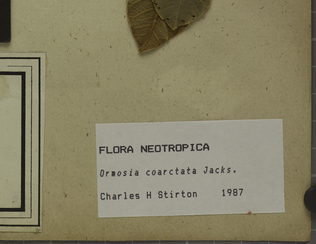 FLORA NEOTROPICA
Ormosia coarctata Jacks.
Charles H Stirton 1987